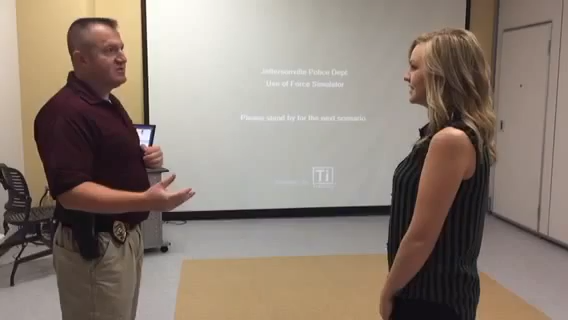 Jeffersonville Police Dept
Use of Force Simulator
Please stand by for the next scenario
Ti